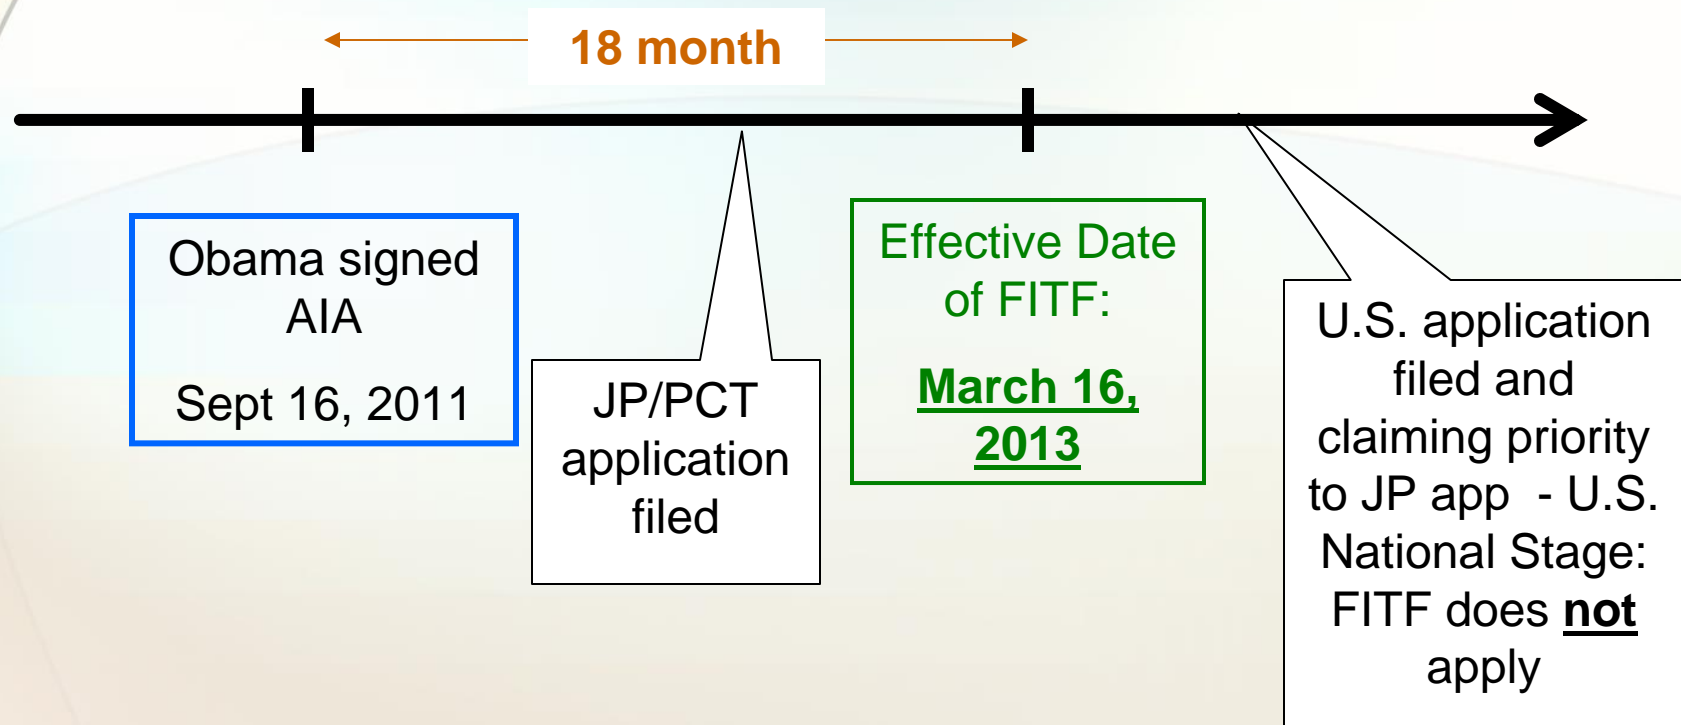 18 month
Obama signed
AIA
Sept 16, 2011
JP/PCT
application
filed
Effective Date
of FITF:
March 16,
2013
U.S. application
filed and
claiming priority
to JP app  - U.S.
National Stage:
FITF does not
apply